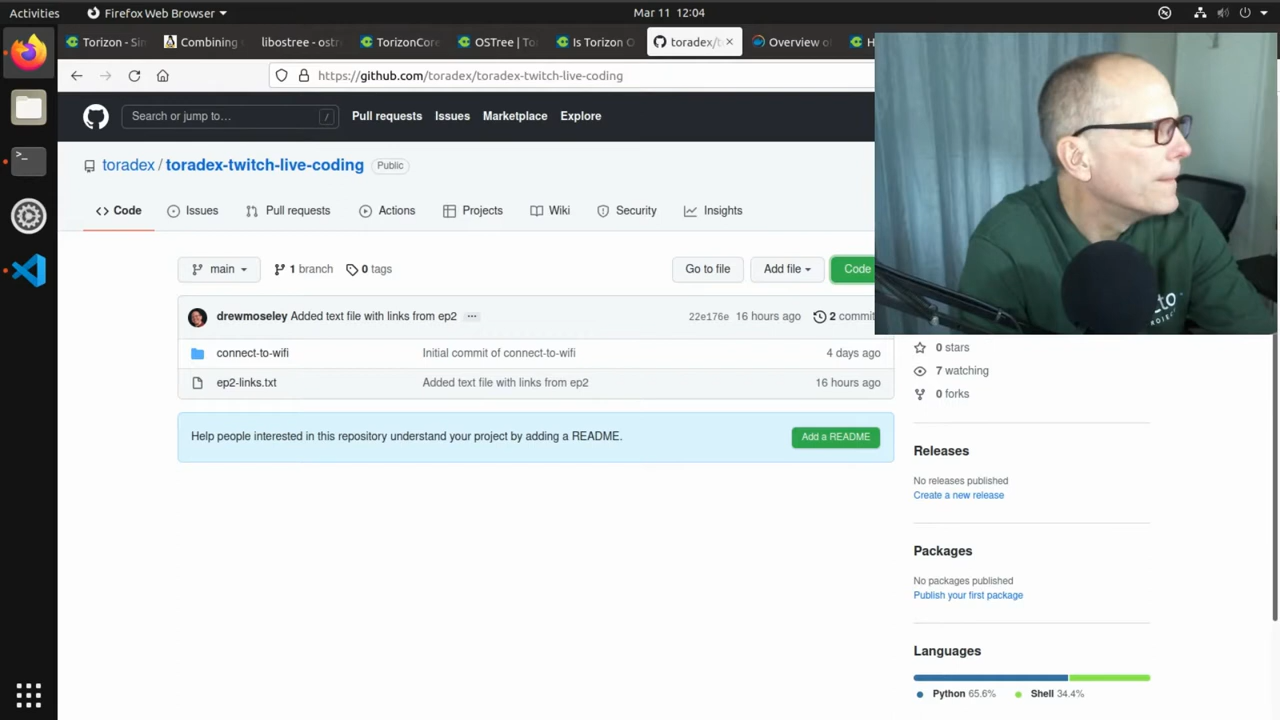 Activities
Firefox Web Browser
Mar 11 12:04
Torizon - Sin
Combining
libostree - ostr
TorizonCore
OSTree | To
Is Torizon O
toradex/t
Overview of
H
https://github.com/toradex/toradex-twitch-live-coding
Search or jump to… /
Pull requests
Issues
Marketplace
Explore
toradex / toradex-twitch-live-coding
Public
Code
Issues
Pull requests
Actions
Projects
Wiki
Security
Insights
main
1 branch
0 tags
Go to file
Add file
Code
drewmoseley Added text file with links from ep2
22e176e 16 hours ago
2 commit
connect-to-wifi
Initial commit of connect-to-wifi
4 days ago
ep2-links.txt
Added text file with links from ep2
16 hours ago
Help people interested in this repository understand your project by adding a README.
Add a README
0 stars
7 watching
0 forks
Releases
No releases published
Create a new release
Packages
No packages published
Publish your first package
Languages
Python 65.6%
Shell 34.4%